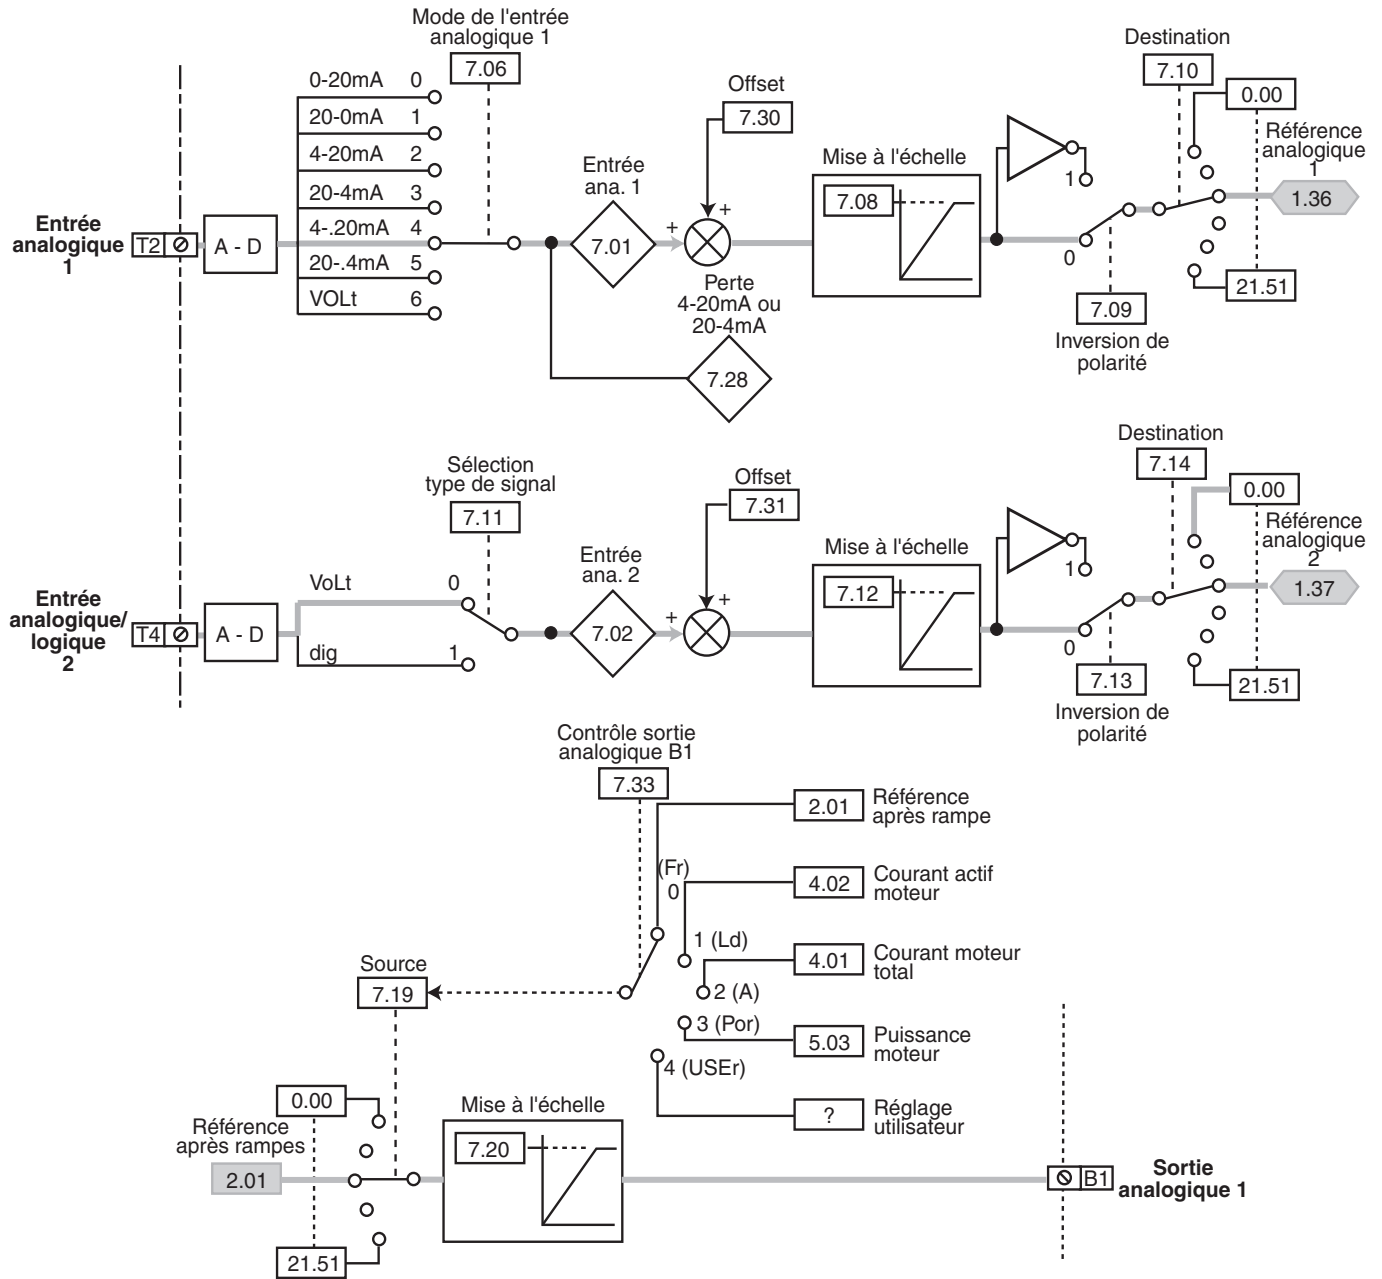 Mode de l'entrée
analogique 1
7.06
Destination
7.10
0-20mA 0
20-0mA 1
4-20mA 2
20-4mA 3
4-.20mA 4
20-.4mA 5
VOLt 6
Offset
7.30
0.00
Référence
analogique
1
1.36
21.51
Entrée
analogique
1
T2
A - D
Entrée
ana. 1
7.01
+
+
Mise à l'échelle
7.08
1
0
7.09
Inversion de
polarité
Perte
4-20mA ou
20-4mA
7.28
Destination
7.14
Sélection
type de signal
7.11
Offset
7.31
0.00
Référence
analogique
2
1.37
21.51
Entrée
analogique/
logique
2
T4
A - D
VoLt 0
dig 1
Entrée
ana. 2
7.02
+
+
Mise à l'échelle
7.12
1
0
7.13
Inversion de
polarité
Contrôle sortie
analogique B1
7.33
2.01 Référence
après rampe
(Fr)
0
4.02 Courant actif
moteur
1 (Ld)
4.01 Courant moteur
total
2 (A)
3 (Por)
5.03 Puissance
moteur
4 (USEr)
? Réglage
utilisateur
Source
7.19
0.00
Référence
après rampes
2.01
21.51
Mise à l'échelle
7.20
B1
Sortie
analogique 1